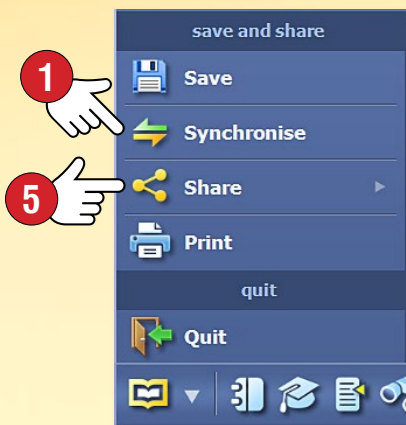 save and share
1
Save
Synchronise
5
Share
Print
quit
Quit